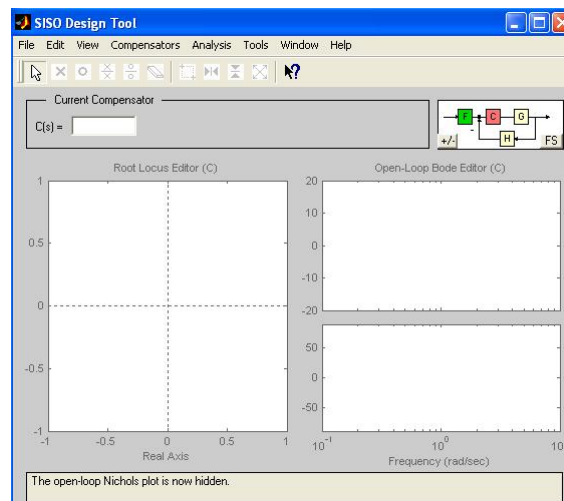 SISO Design Tool
File Edit View Compensators Analysis Tools Window Help
Current Compensator
C(s) =
F C G
H
-
+/- FS
Root Locus Editor (C)
1
0.5
0
-0.5
-1
-1 -0.5 0 0.5 1
Real Axis
Open-Loop Bode Editor (C)
20
10
0
-10
-20
50
0
-50
10^-1 10^0 10
Frequency (rad/sec)
The open-loop Nichols plot is now hidden.